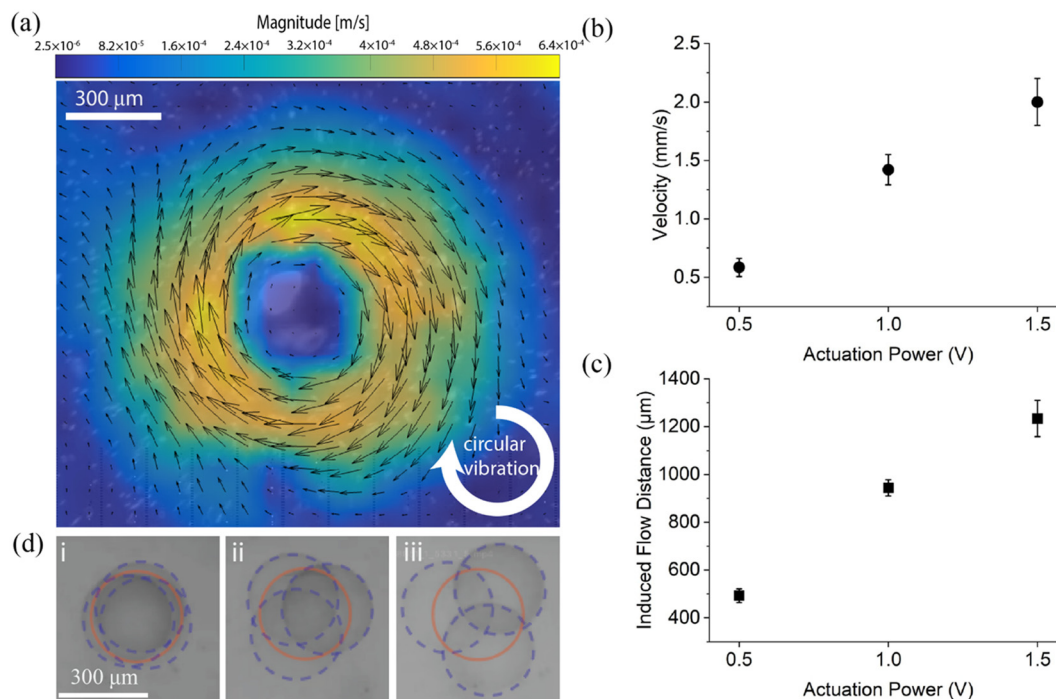 (a)
Magnitude [m/s]
2.5×10⁻⁶ 8.2×10⁻⁵ 1.6×10⁻⁴ 2.4×10⁻⁴ 3.2×10⁻⁴ 4×10⁻⁴ 4.8×10⁻⁴ 5.6×10⁻⁴ 6.4×10⁻⁴
300 μm
circular
vibration
(b)
2.5
2.0
1.5
1.0
0.5
Velocity (mm/s)
0.5 1.0 1.5
Actuation Power (V)
(c)
1400
1200
1000
800
600
400
Induced Flow Distance (μm)
0.5 1.0 1.5
Actuation Power (V)
(d)
i ii iii
300 μm